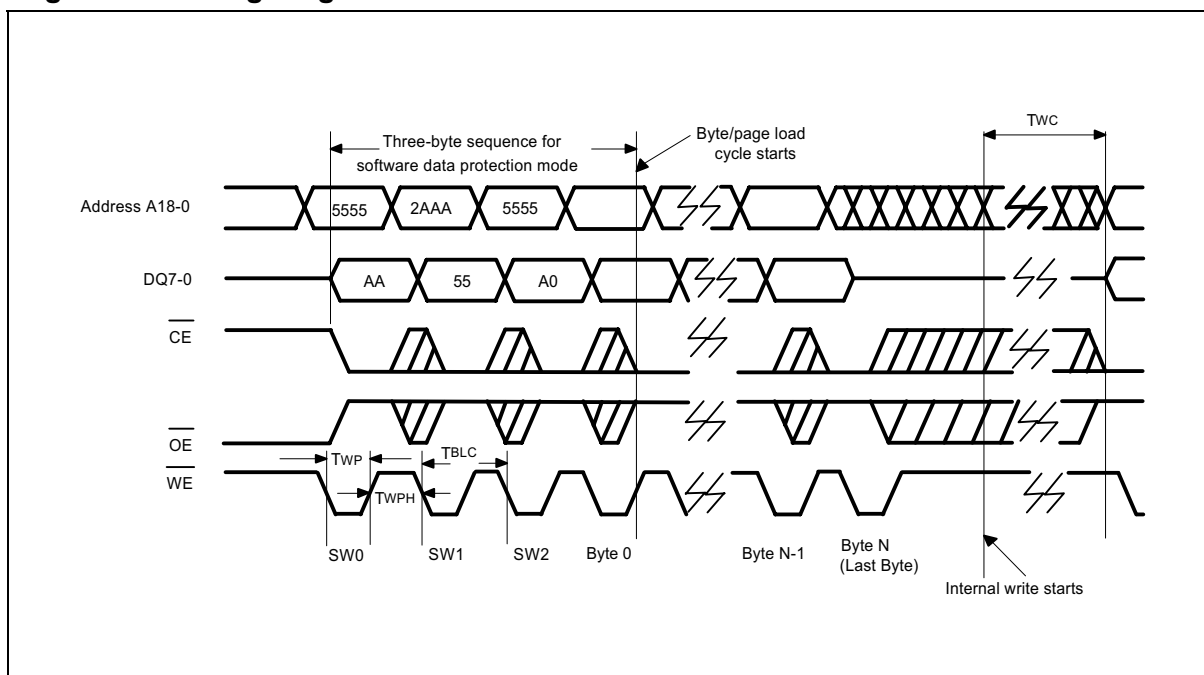 Three-byte sequence for
software data protection mode
Byte/page load
cycle starts
TWC
Address A18-0
5555
2AAA
5555
DQ7-0
AA
55
A0
CE
OE
WE
TWP
TBLC
TWPH
SW0
SW1
SW2
Byte 0
Byte N-1
Byte N
(Last Byte)
Internal write starts